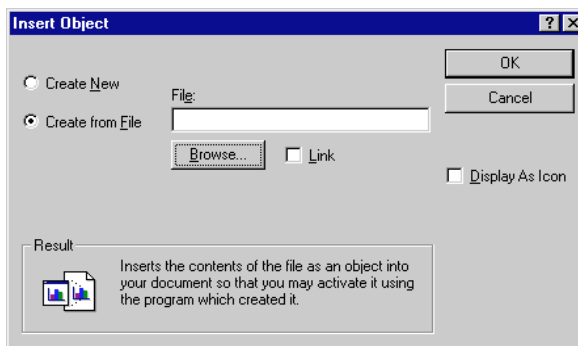 Insert Object
OK
Create New
File:
Cancel
Create from File
Browse...
Link
Display As Icon
Result
Inserts the contents of the file as an object into
your document so that you may activate it using
the program which created it.